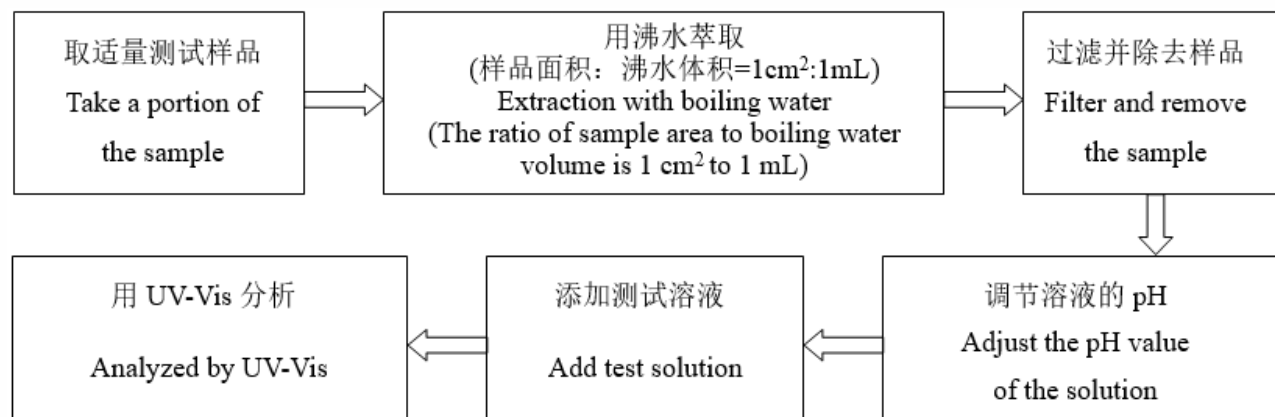 取适量测试样品
Take a portion of
the sample
用沸水萃取
(样品面积：沸水体积=1cm²:1mL)
Extraction with boiling water
(The ratio of sample area to boiling water
volume is 1 cm² to 1 mL)
过滤并除去样品
Filter and remove
the sample
调节溶液的 pH
Adjust the pH value
of the solution
添加测试溶液
Add test solution
用 UV-Vis 分析
Analyzed by UV-Vis